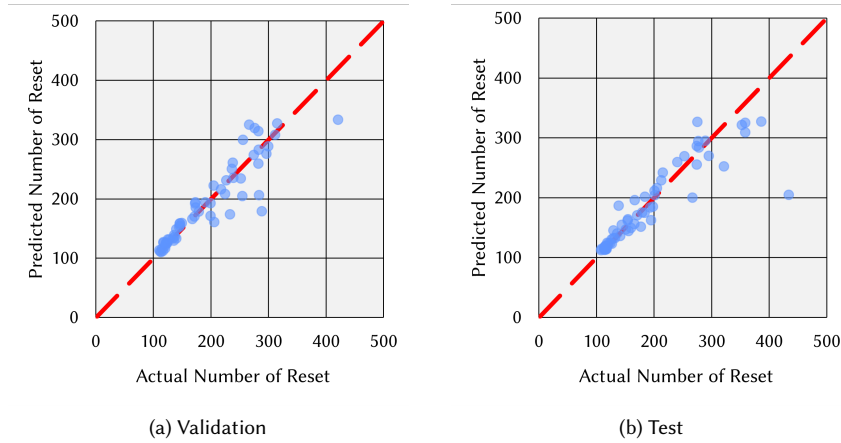 500
400
300
200
100
0
Predicted Number of Reset
0 100 200 300 400 500
Actual Number of Reset
(a) Validation
500
400
300
200
100
0
Predicted Number of Reset
0 100 200 300 400 500
Actual Number of Reset
(b) Test